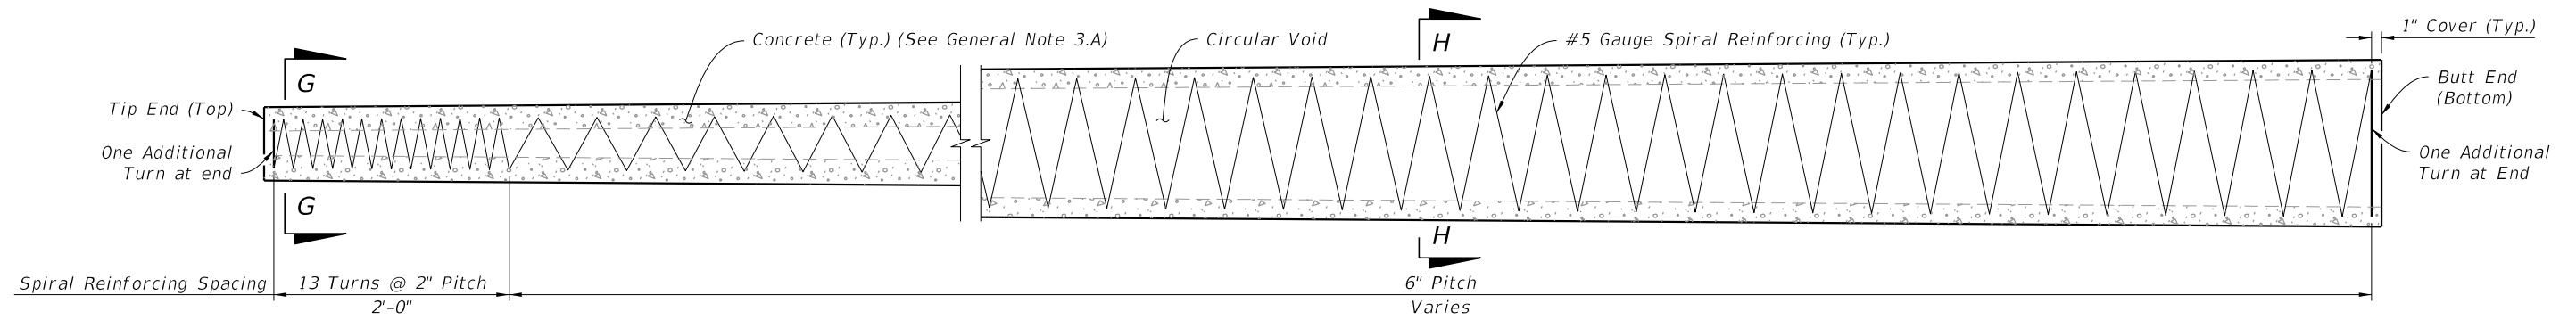 Concrete (Typ.) (See General Note 3.A)
Circular Void
H
#5 Gauge Spiral Reinforcing (Typ.)
1" Cover (Typ.)
G
Tip End (Top)
Butt End
(Bottom)
One Additional
Turn at end
One Additional
Turn at End
G
H
Spiral Reinforcing Spacing
13 Turns @ 2" Pitch
2'-0"
6" Pitch
Varies